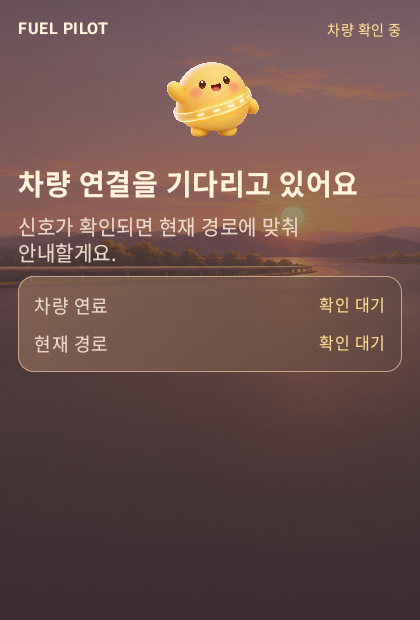 FUEL PILOT
차량 확인 중
차량 연결을 기다리고 있어요
신호가 확인되면 현재 경로에 맞춰
안내할게요.
차량 연료
확인 대기
현재 경로
확인 대기